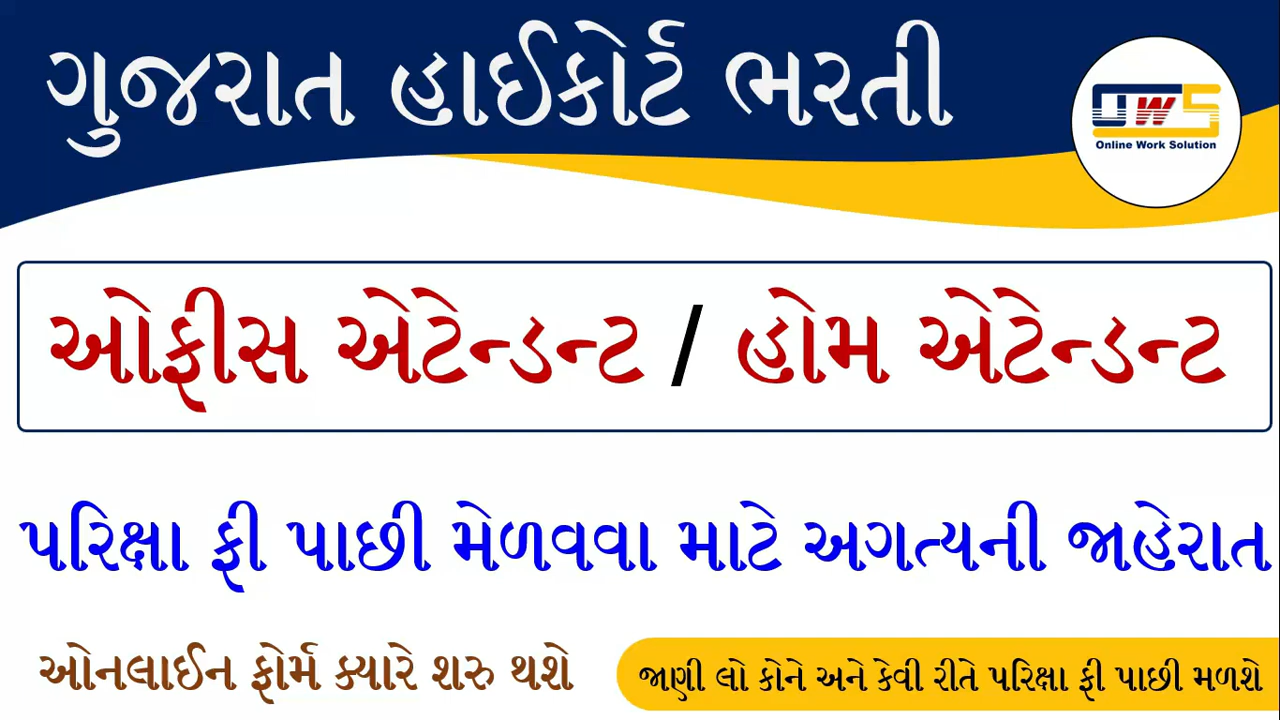 ગુજરાત હાઈકોર્ટ ભરતી
OWS
Online Work Solution
ઓફીસ એટેન્ડન્ટ / હોમ એટેન્ડન્ટ
પરિક્ષા ફી પાછી મેળવવા માટે અગત્યની જાહેરાત
ઓનલાઈન ફોર્મ ક્યારે શરુ થશે
જાણી લો કોને અને કેવી રીતે પરિક્ષા ફી પાછી મળશે